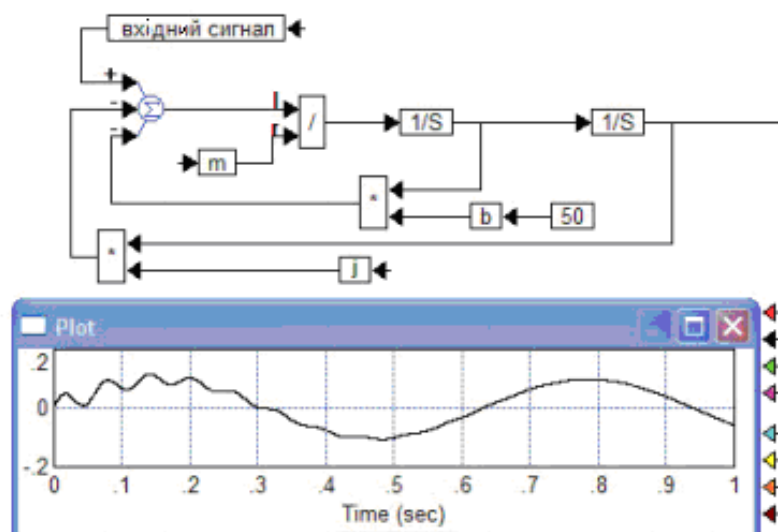 вхідний сигнал
+
-
-
Σ
l
r
/
1/S
1/S
m
*
b
50
*
j
Plot
.2
0
-.2
0 .1 .2 .3 .4 .5 .6 .7 .8 .9 1
Time (sec)